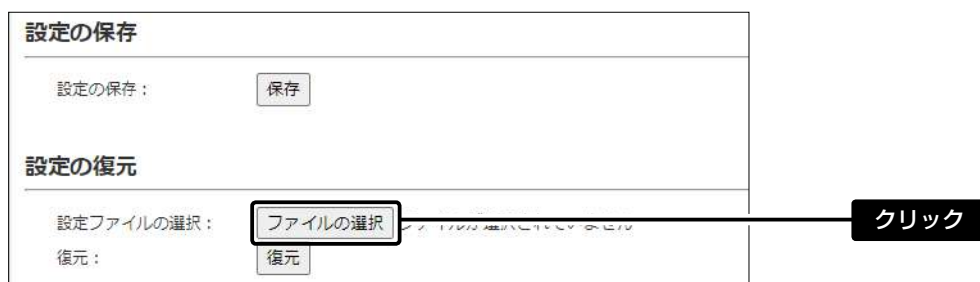 設定の保存
設定の保存：
保存
設定の復元
設定ファイルの選択：
ファイルの選択
クリック
復元：
復元